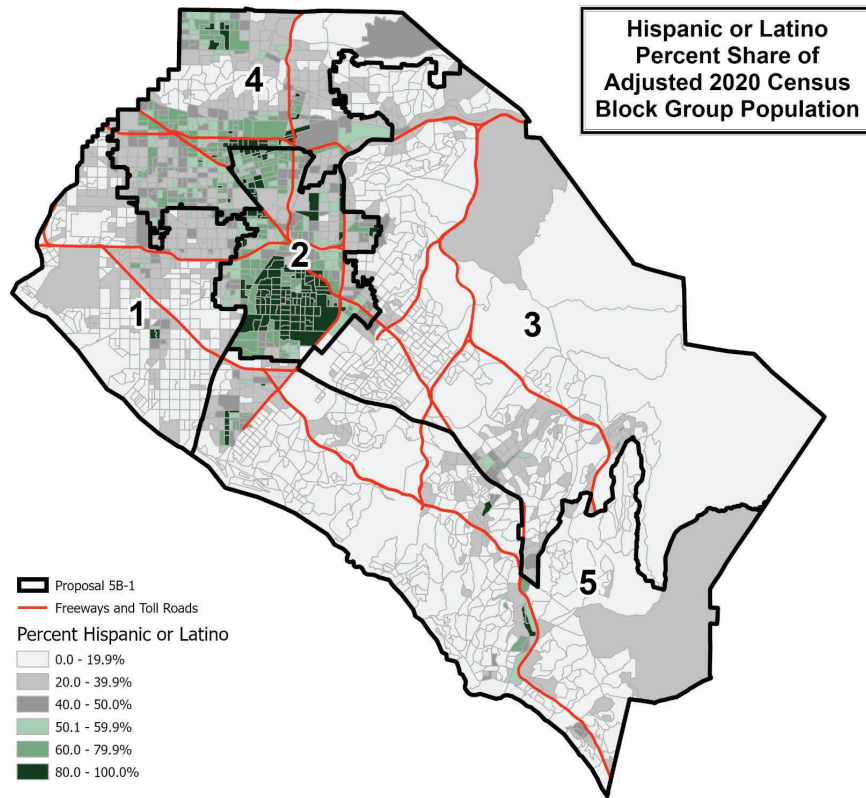 Hispanic or Latino
Percent Share of
Adjusted 2020 Census
Block Group Population
4
2
1
3
5
Proposal 5B-1
Freeways and Toll Roads
Percent Hispanic or Latino
0.0 - 19.9%
20.0 - 39.9%
40.0 - 50.0%
50.1 - 59.9%
60.0 - 79.9%
80.0 - 100.0%